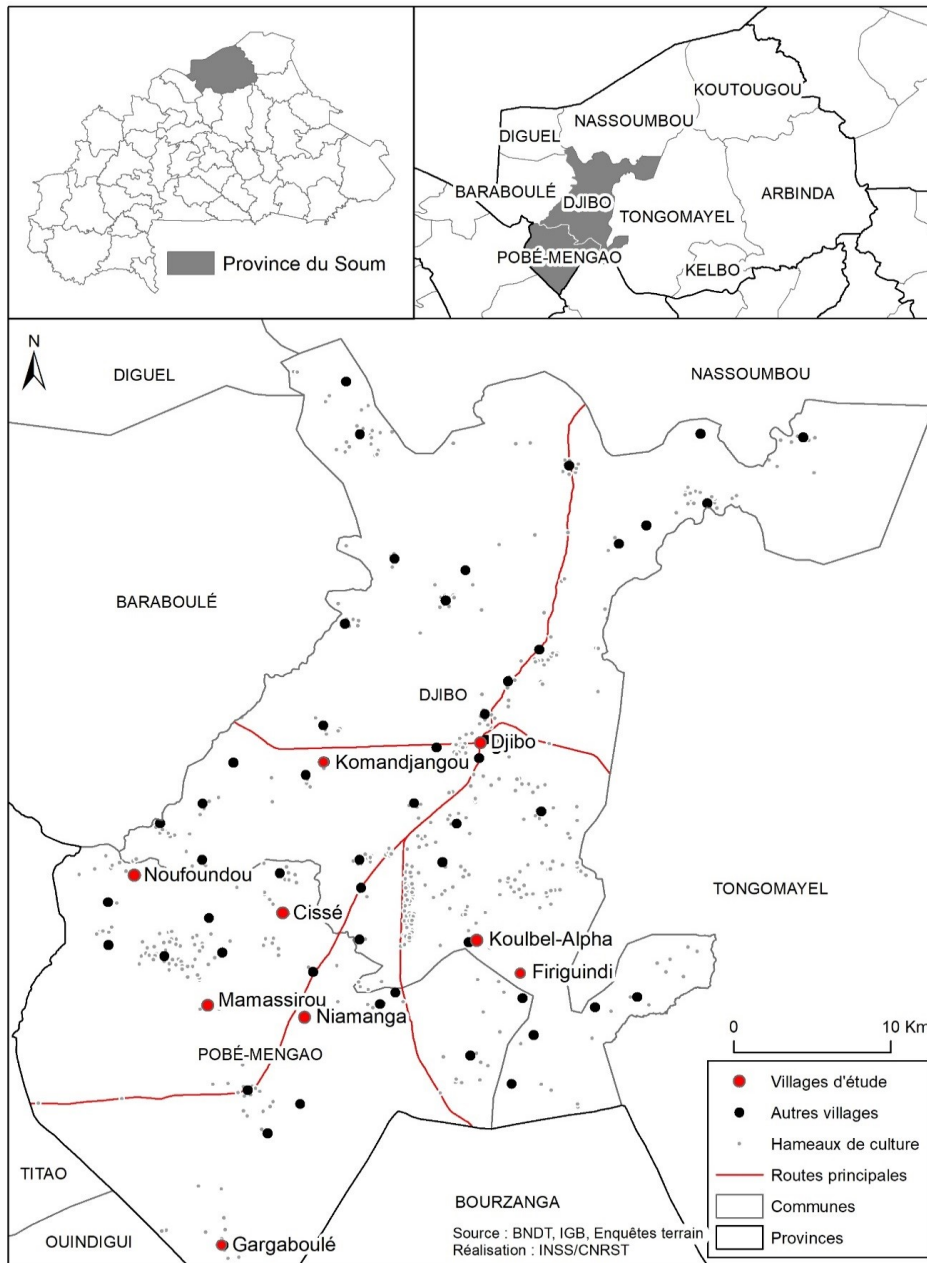 Province du Soum
KOUTOUGOU
NASSOUMBOU
DIGUEL
BARABOULÉ
DJIBO
ARBINDA
TONGOMAYEL
POBÉ-MENGAO
KELBO
N
DIGUEL
NASSOUMBOU
BARABOULÉ
DJIBO
Djibo
Komandjangou
Noufoundou
TONGOMAYEL
Cissé
Koulbel-Alpha
Firiguindi
Mamassirou
Niamanga
0 10 Km
POBÉ-MENGAO
Villages d'étude
Autres villages
Hameaux de culture
Routes principales
Communes
Provinces
TITAO
BOURZANGA
OUINDIGUI
Gargaboulé
Source : BNDT, IGB, Enquêtes terrain
Réalisation : INSS/CNRST